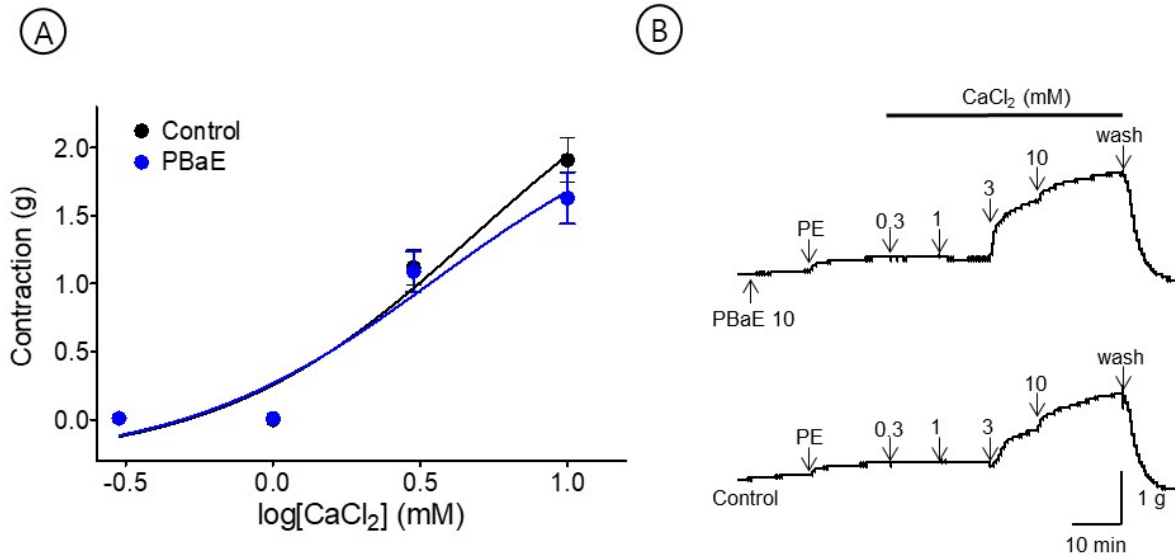 A
Control
PBaE
Contraction (g)
2.0
1.5
1.0
0.5
0.0
-0.5 0.0 0.5 1.0
log[CaCl₂] (mM)
B
CaCl₂ (mM)
wash
10
3
PE 0.3 1
PBaE 10
wash
10
PE 0.3 1 3
Control
1 g
10 min